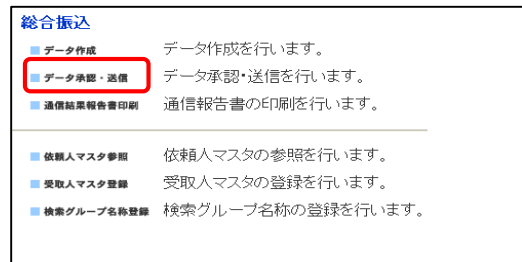 総合振込
データ作成 データ作成を行います。
データ承認・送信 データ承認・送信を行います。
通信結果報告書印刷 通信報告書の印刷を行います。
依頼人マスタ参照 依頼人マスタの参照を行います。
受取人マスタ登録 受取人マスタの登録を行います。
検索グループ名称登録 検索グループ名称の登録を行います。